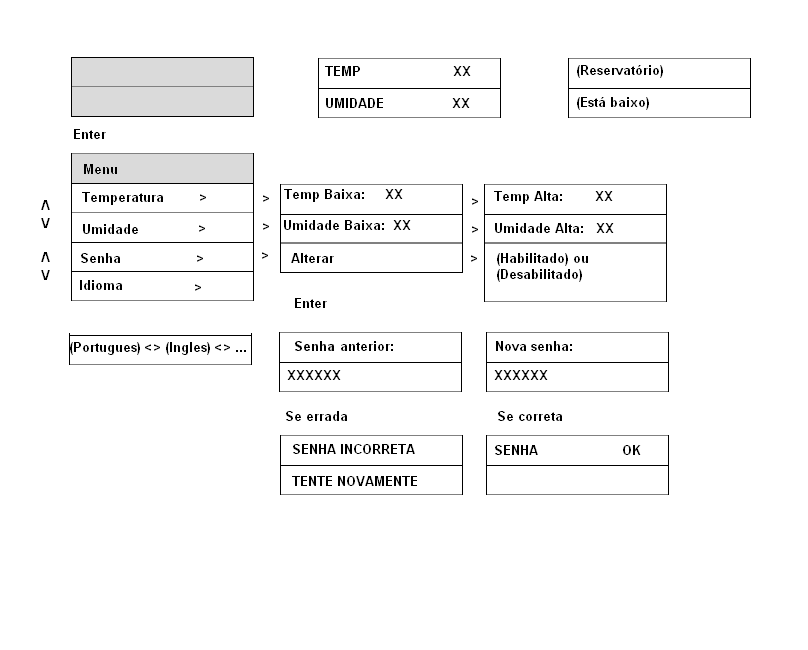 TEMP XX
UMIDADE XX
(Reservatório)
(Está baixo)
Enter
Menu
Temperatura >
Umidade >
Senha >
Idioma >
∧
∨
∧
∨
> Temp Baixa: XX
> Umidade Baixa: XX
> Alterar
> Temp Alta: XX
> Umidade Alta: XX
> (Habilitado) ou
(Desabilitado)
Enter
(Portugues) <> (Ingles) <> ...
Senha anterior:
XXXXXX
Nova senha:
XXXXXX
Se errada
SENHA INCORRETA
TENTE NOVAMENTE
Se correta
SENHA OK